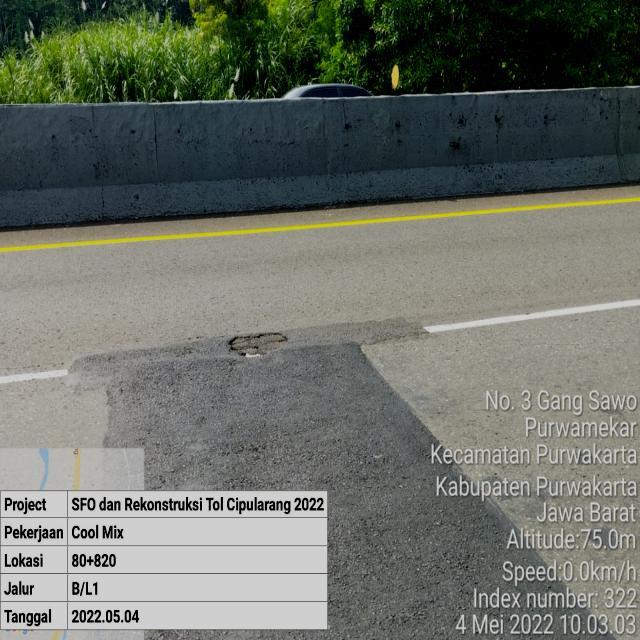 No. 3 Gang Sawo
Purwamekar
Kecamatan Purwakarta
Kabupaten Purwakarta
Jawa Barat
Altitude:75.0m
Speed:0.0km/h
Index number: 322
4 Mei 2022 10.03.03
Project SFO dan Rekonstruksi Tol Cipularang 2022
Pekerjaan Cool Mix
Lokasi 80+820
Jalur B/L1
Tanggal 2022.05.04